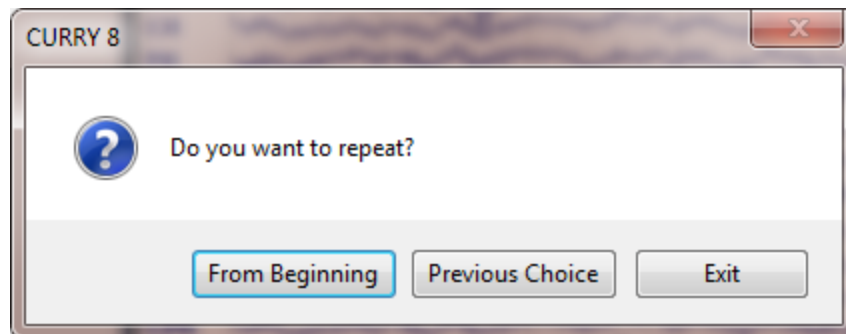 CURRY 8
Do you want to repeat?
From Beginning
Previous Choice
Exit